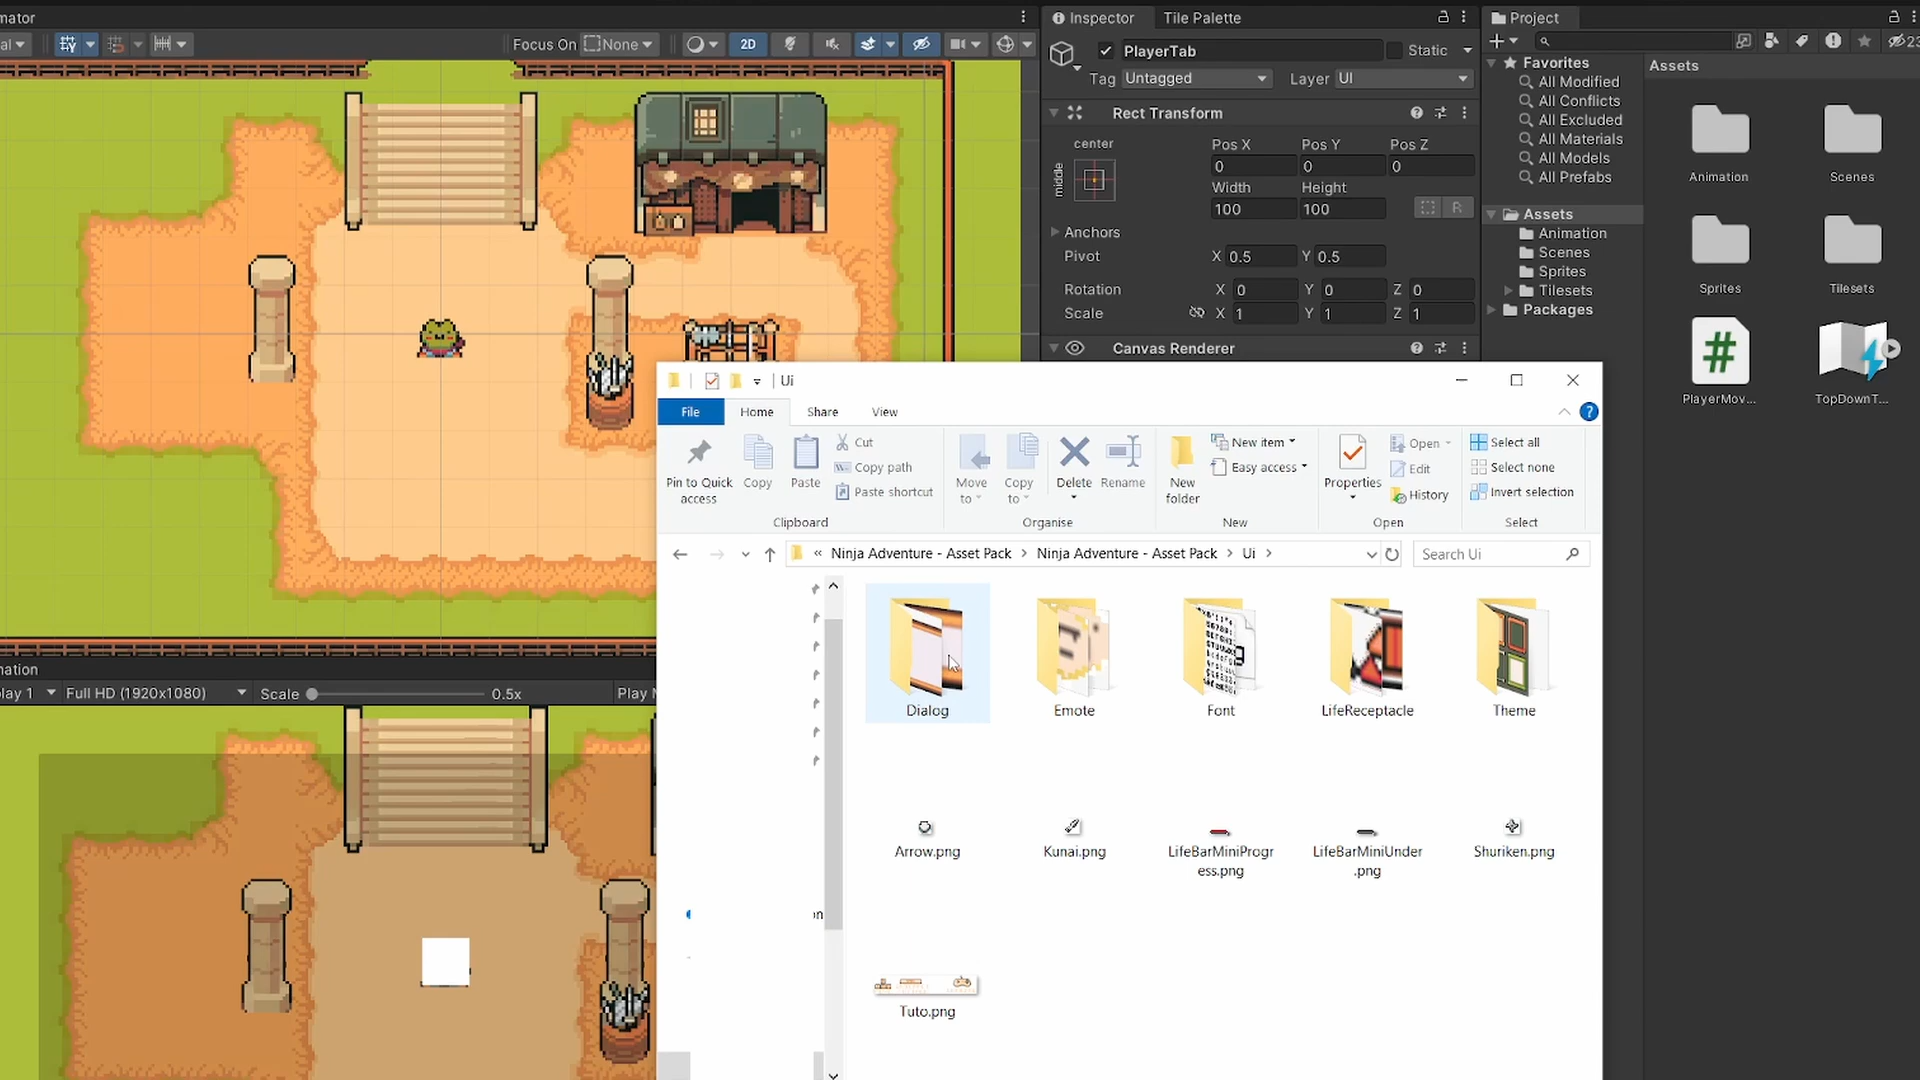 mator
al
Focus On
None
2D
Inspector
Tile Palette
PlayerTab
Static
Tag
Untagged
Layer
UI
Rect Transform
center
middle
Pos X
Pos Y
Pos Z
0
0
0
Width
Height
100
100
R
Anchors
Pivot
X 0.5
Y 0.5
Rotation
X 0
Y 0
Z 0
Scale
X 1
Y 1
Z 1
Canvas Renderer
Project
23
Favorites
All Modified
All Conflicts
All Excluded
All Materials
All Models
All Prefabs
Assets
Animation
Scenes
Sprites
Tilesets
Packages
Assets
Animation
Scenes
Sprites
Tilesets
#
PlayerMov...
TopDownT...
mation
lay 1
Full HD (1920x1080)
Scale
0.5x
Play
Ui
File
Home
Share
View
Pin to Quick access
Copy
Paste
Cut
Copy path
Paste shortcut
Clipboard
Move to
Copy to
Delete
Rename
Organise
New folder
New item
Easy access
New
Properties
Open
Edit
History
Open
Select all
Select none
Invert selection
Select
« Ninja Adventure - Asset Pack > Ninja Adventure - Asset Pack > Ui >
Search Ui
Dialog
Emote
Font
LifeReceptacle
Theme
Arrow.png
Kunai.png
LifeBarMiniProgr
ess.png
LifeBarMiniUnder
.png
Shuriken.png
Tuto.png